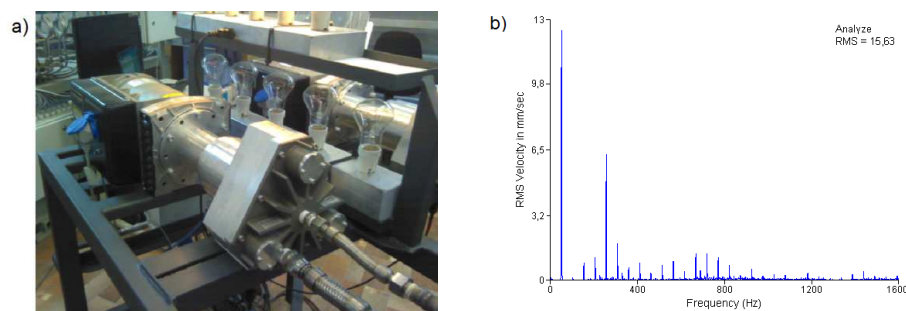 a)
b)
13
9,8
6,5
3,2
0
Analyze
RMS = 15,63
RMS Velocity in mm/sec
0
400
800
1200
1600
Frequency (Hz)